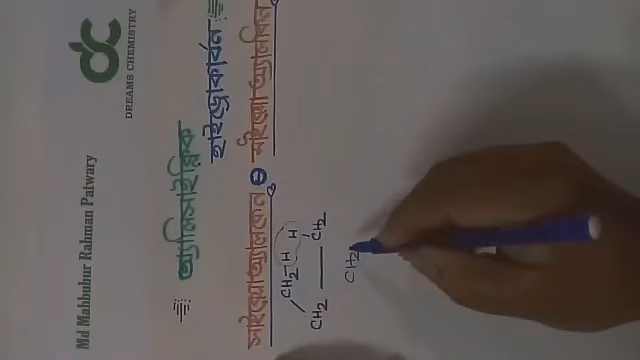 DREAMS CHEMISTRY
Md Mahbubur Rahman Patwary
অ্যালিসাইক্লিক
হাইড্রোকার্বন
সাইক্লো অ্যালকেন ও সাইক্লো অ্যালকিন
CH2-H H
CH2 CH2
CH2